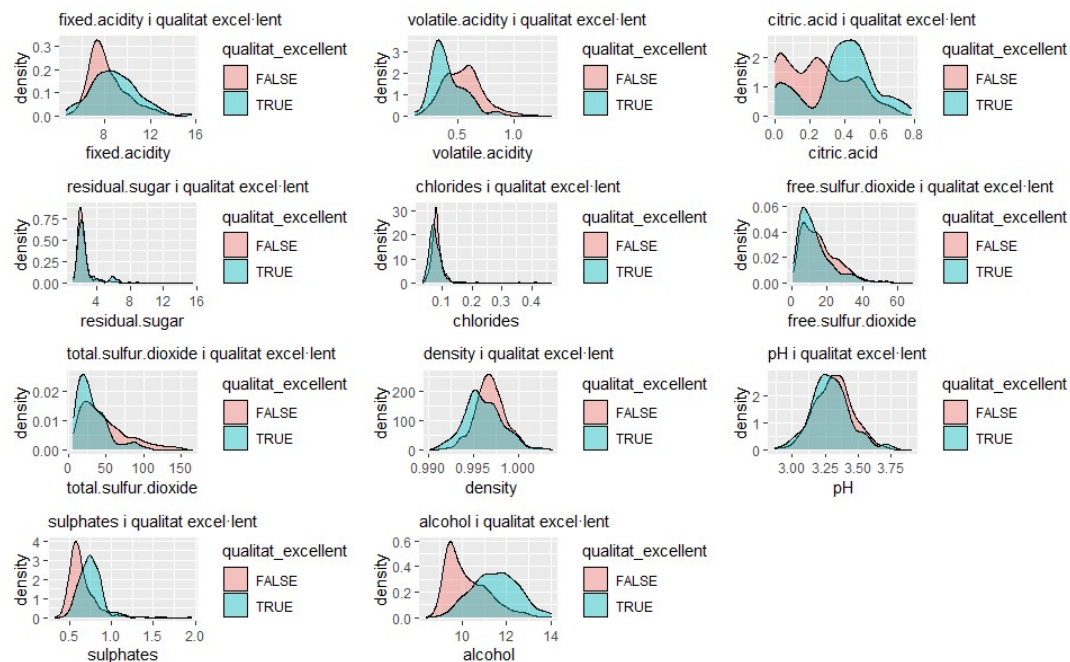 fixed.acidity i qualitat excel·lent
density
0.3
0.2
0.1
0.0
8
12
16
fixed.acidity
qualitat_excellent
FALSE
TRUE
volatile.acidity i qualitat excel·lent
density
3
2
1
0
0.5
1.0
volatile.acidity
qualitat_excellent
FALSE
TRUE
citric.acid i qualitat excel·lent
density
2
1
0
0.0
0.2
0.4
0.6
0.8
citric.acid
qualitat_excellent
FALSE
TRUE
residual.sugar i qualitat excel·lent
density
0.75
0.50
0.25
0.00
4
8
12
16
residual.sugar
qualitat_excellent
FALSE
TRUE
chlorides i qualitat excel·lent
density
30
20
10
0
0.1
0.2
0.3
0.4
chlorides
qualitat_excellent
FALSE
TRUE
free.sulfur.dioxide i qualitat excel·lent
density
0.06
0.04
0.02
0.00
0
20
40
60
free.sulfur.dioxide
qualitat_excellent
FALSE
TRUE
total.sulfur.dioxide i qualitat excel·lent
density
0.02
0.01
0.00
0
50
100
150
total.sulfur.dioxide
qualitat_excellent
FALSE
TRUE
density i qualitat excel·lent
density
200
100
0
0.990
0.995
1.000
density
qualitat_excellent
FALSE
TRUE
pH i qualitat excel·lent
density
2
1
0
3.00
3.25
3.50
3.75
pH
qualitat_excellent
FALSE
TRUE
sulphates i qualitat excel·lent
density
4
3
2
1
0
0.5
1.0
1.5
2.0
sulphates
qualitat_excellent
FALSE
TRUE
alcohol i qualitat excel·lent
density
0.6
0.4
0.2
0.0
10
12
14
alcohol
qualitat_excellent
FALSE
TRUE